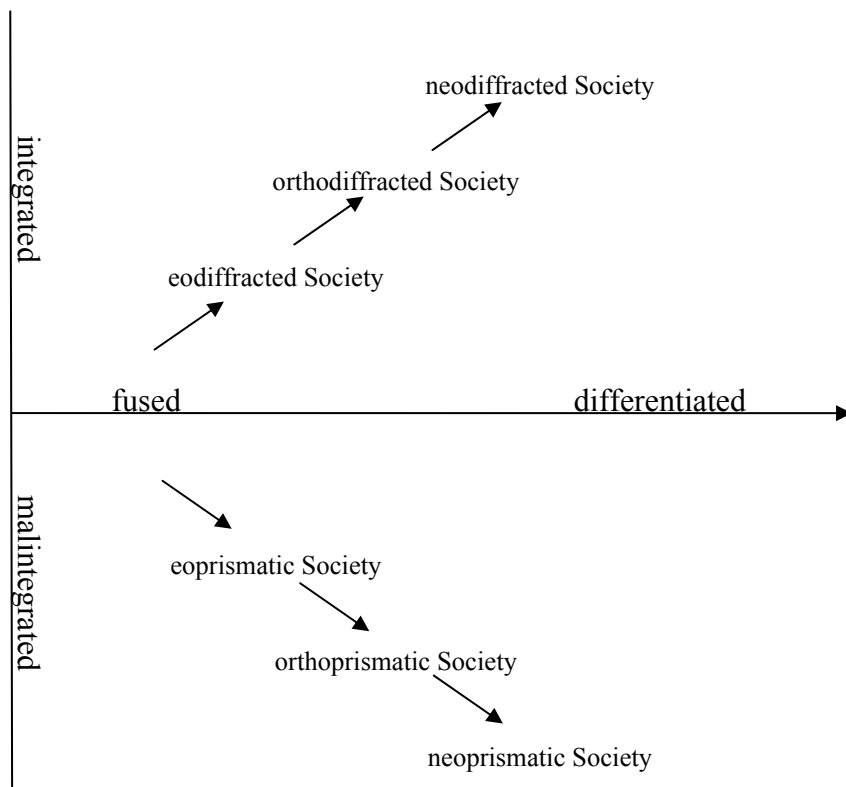 neodiffracted Society
integrated
orthodiffracted Society
eodiffracted Society
fused
differentiated
malintegrated
eoprismatic Society
orthoprismatic Society
neoprismatic Society